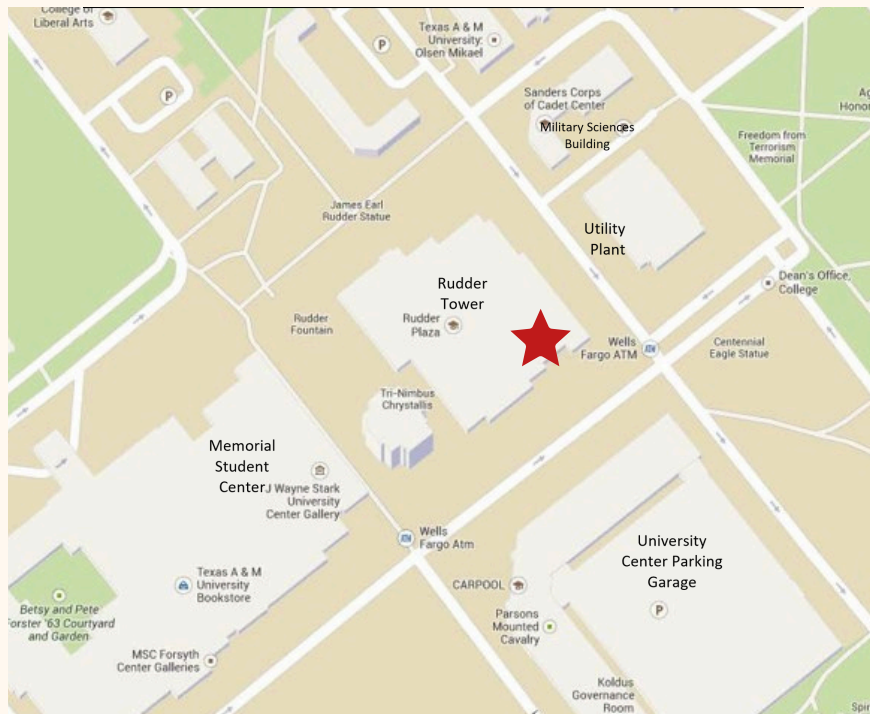 College of
Liberal Arts
P
P
Texas A & M
University:
Olsen Mikael
Sanders Corps
of Cadet Center
Military Sciences
Building
Freedom from
Terrorism
Memorial
James Earl
Rudder Statue
Utility
Plant
Dean's Office,
College
Rudder
Tower
Rudder
Plaza
Rudder
Fountain
Wells
Fargo ATM
Centennial
Eagle Statue
Tri-Nimbus
Chrystallis
Memorial
Student
Center
J Wayne Stark
University
Center Gallery
Wells
Fargo Atm
University
Center Parking
Garage
P
CARPOOL
Parsons
Mounted
Cavalry
Texas A & M
University
Bookstore
Betsy and Pete
Forster '63 Courtyard
and Garden
MSC Forsyth
Center Galleries
Koldus
Governance
Room